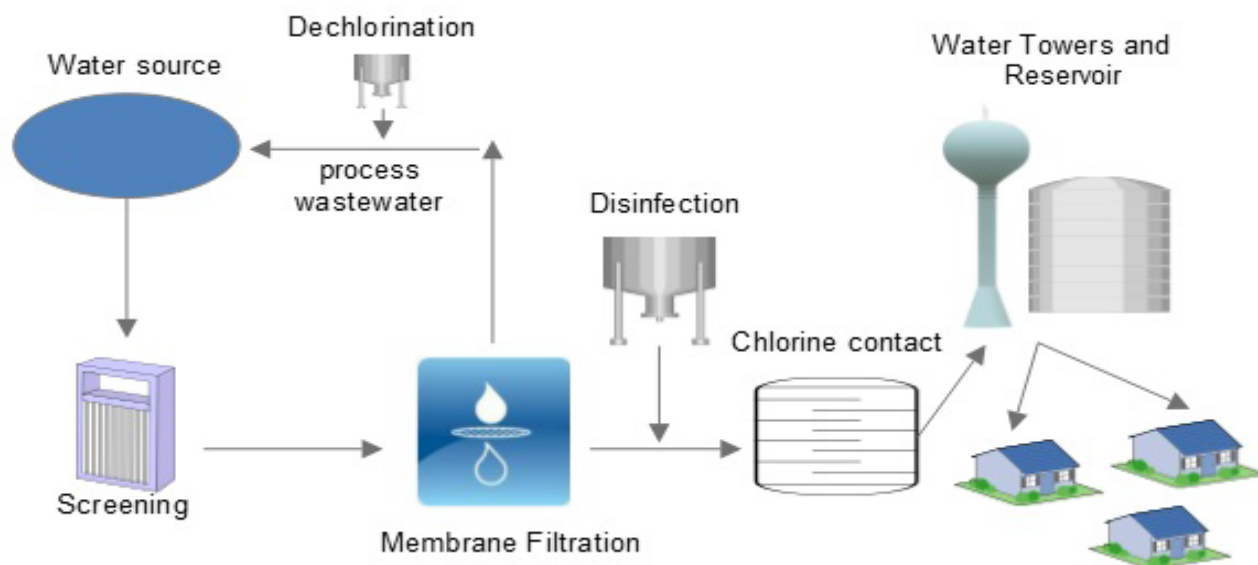 Dechlorination
Water source
Water Towers and
Reservoir
process
wastewater
Disinfection
Chlorine contact
Screening
Membrane Filtration